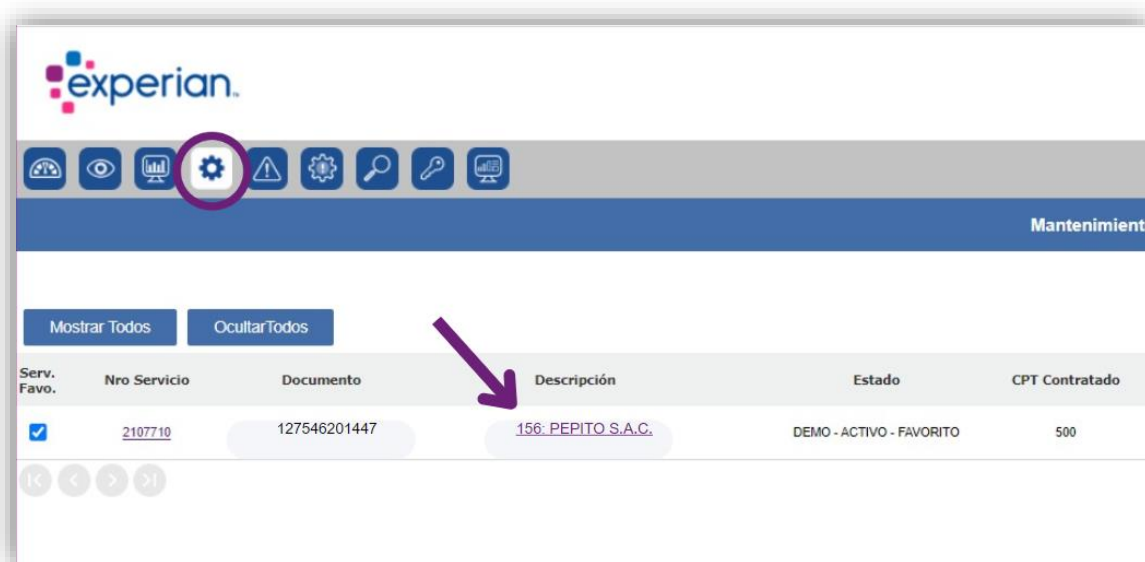 experian™
Mantenimient
Mostrar Todos OcultarTodos
Serv. Favo. Nro Servicio Documento Descripción Estado CPT Contratado
2107710 127546201447 156: PEPITO S.A.C. DEMO - ACTIVO - FAVORITO 500